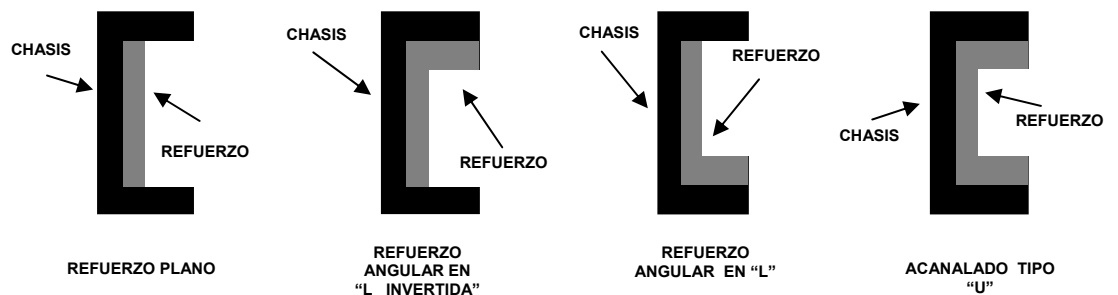 CHASIS
REFUERZO
REFUERZO PLANO
CHASIS
REFUERZO
REFUERZO
ANGULAR EN
“L   INVERTIDA”
CHASIS
REFUERZO
REFUERZO
ANGULAR  EN “L”
CHASIS
REFUERZO
ACANALADO  TIPO
“U”